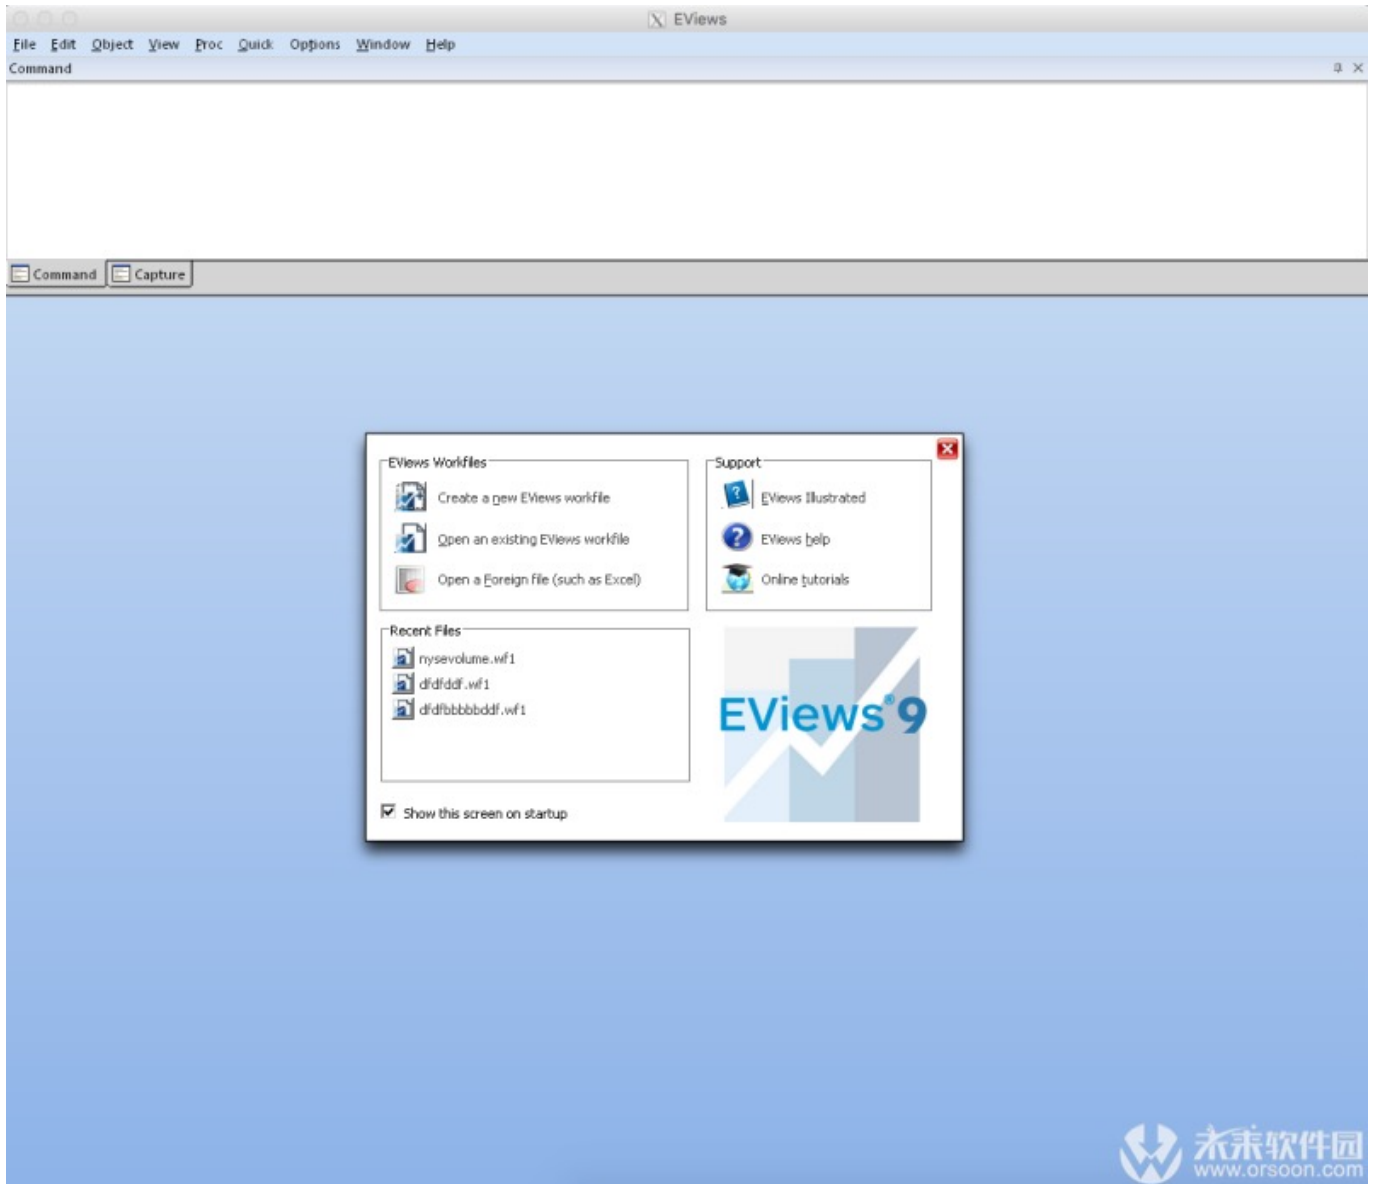 EViews
File Edit Object View Proc Quick Options Window Help
Command
Command Capture
EViews Workfiles
Create a new EViews workfile
Open an existing EViews workfile
Open a Foreign file (such as Excel)
Support
EViews Illustrated
EViews help
Online tutorials
Recent Files
nysevolume.wf1
dfdfddf.wf1
dfdfbbbbbddf.wf1
EViews®9
Show this screen on startup
未来软件园
www.orsoon.com